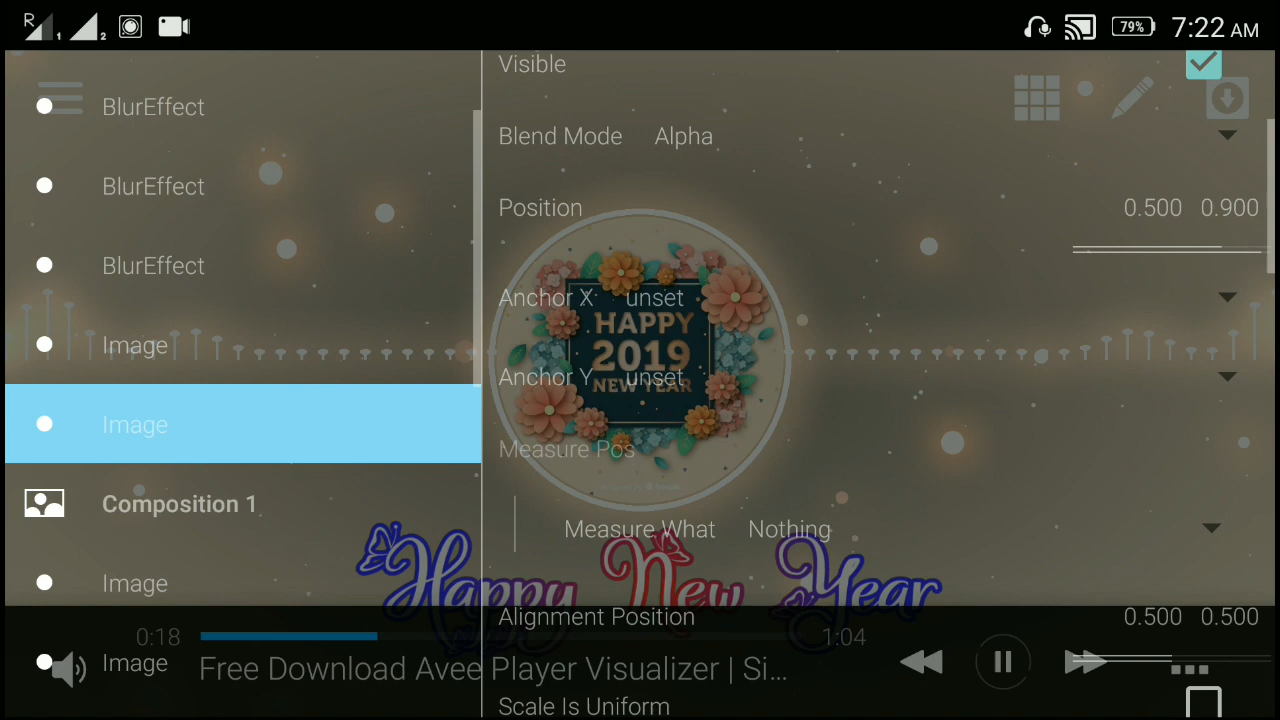 R
1
2
79%
7:22 AM
BlurEffect
BlurEffect
BlurEffect
Image
Image
Composition 1
Image
Image
Visible
Blend Mode Alpha
Position 0.500 0.900
Anchor X unset
Anchor Y unset
Measure Pos
Measure What Nothing
Alignment Position 0.500 0.500
Scale Is Uniform
HAPPY
2019
NEW YEAR
Happy New Year
0:18
1:04
Free Download Avee Player Visualizer | Si...